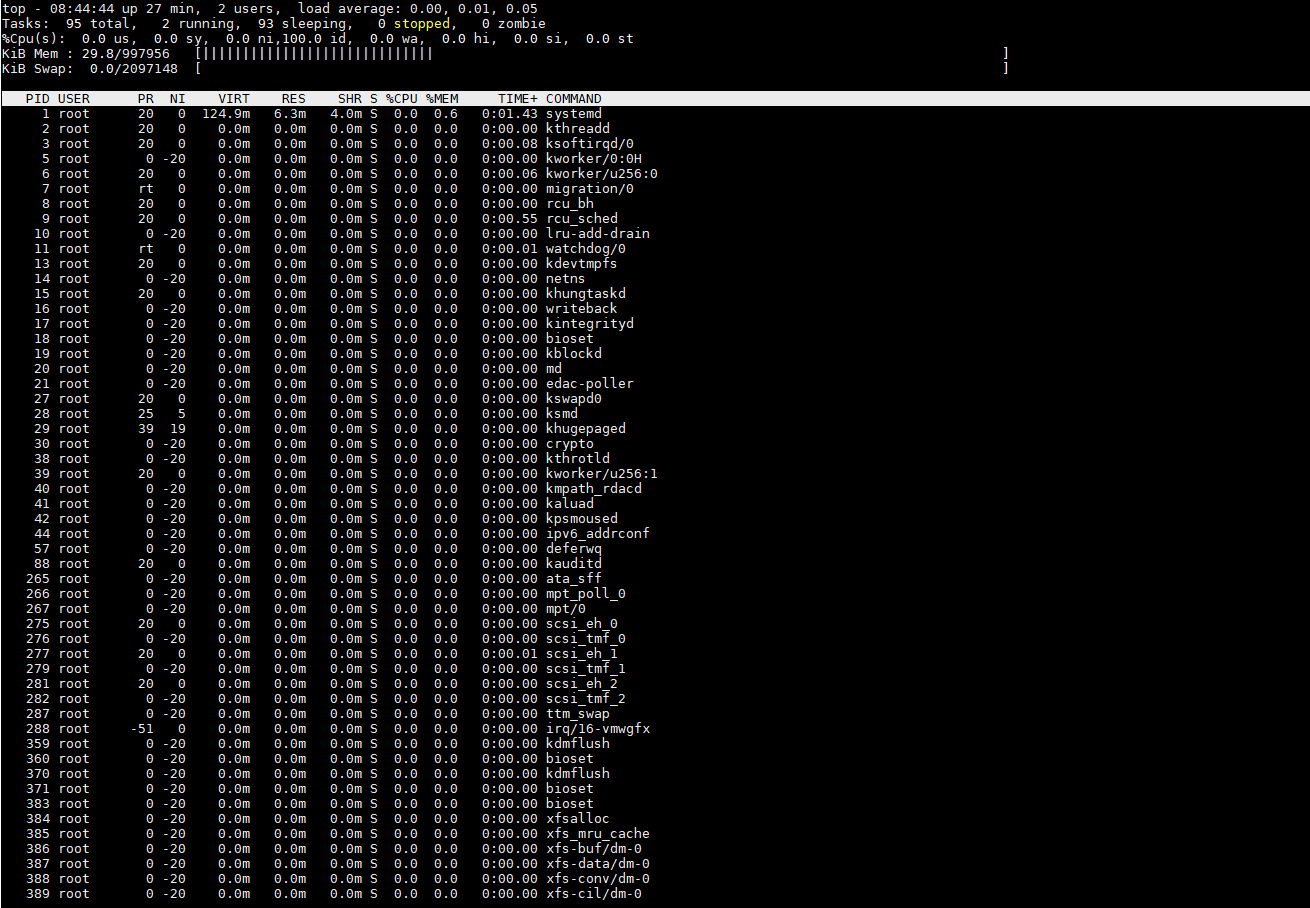 top - 08:44:44 up 27 min,  2 users,  load average: 0.00, 0.01, 0.05
Tasks:  95 total,   2 running,  93 sleeping,   0 stopped,   0 zombie
%Cpu(s):  0.0 us,  0.0 sy,  0.0 ni,100.0 id,  0.0 wa,  0.0 hi,  0.0 si,  0.0 st
KiB Mem : 29.8/997956   [|||||||||||||||||||||||||||||                                                                       ]
KiB Swap:  0.0/2097148  [                                                                                                    ]
PID USER      PR  NI    VIRT    RES    SHR S %CPU %MEM     TIME+ COMMAND
1 root      20   0  124.9m   6.3m   4.0m S  0.0  0.6   0:01.43 systemd
2 root      20   0    0.0m   0.0m   0.0m S  0.0  0.0   0:00.00 kthreadd
3 root      20   0    0.0m   0.0m   0.0m S  0.0  0.0   0:00.08 ksoftirqd/0
5 root       0 -20    0.0m   0.0m   0.0m S  0.0  0.0   0:00.00 kworker/0:0H
6 root      20   0    0.0m   0.0m   0.0m S  0.0  0.0   0:00.06 kworker/u256:0
7 root      rt   0    0.0m   0.0m   0.0m S  0.0  0.0   0:00.00 migration/0
8 root      20   0    0.0m   0.0m   0.0m S  0.0  0.0   0:00.00 rcu_bh
9 root      20   0    0.0m   0.0m   0.0m S  0.0  0.0   0:00.55 rcu_sched
10 root       0 -20    0.0m   0.0m   0.0m S  0.0  0.0   0:00.00 lru-add-drain
11 root      rt   0    0.0m   0.0m   0.0m S  0.0  0.0   0:00.01 watchdog/0
13 root      20   0    0.0m   0.0m   0.0m S  0.0  0.0   0:00.00 kdevtmpfs
14 root       0 -20    0.0m   0.0m   0.0m S  0.0  0.0   0:00.00 netns
15 root      20   0    0.0m   0.0m   0.0m S  0.0  0.0   0:00.00 khungtaskd
16 root       0 -20    0.0m   0.0m   0.0m S  0.0  0.0   0:00.00 writeback
17 root       0 -20    0.0m   0.0m   0.0m S  0.0  0.0   0:00.00 kintegrityd
18 root       0 -20    0.0m   0.0m   0.0m S  0.0  0.0   0:00.00 bioset
19 root       0 -20    0.0m   0.0m   0.0m S  0.0  0.0   0:00.00 kblockd
20 root       0 -20    0.0m   0.0m   0.0m S  0.0  0.0   0:00.00 md
21 root       0 -20    0.0m   0.0m   0.0m S  0.0  0.0   0:00.00 edac-poller
27 root      20   0    0.0m   0.0m   0.0m S  0.0  0.0   0:00.00 kswapd0
28 root      25   5    0.0m   0.0m   0.0m S  0.0  0.0   0:00.00 ksmd
29 root      39  19    0.0m   0.0m   0.0m S  0.0  0.0   0:00.00 khugepaged
30 root       0 -20    0.0m   0.0m   0.0m S  0.0  0.0   0:00.00 crypto
38 root       0 -20    0.0m   0.0m   0.0m S  0.0  0.0   0:00.00 kthrotld
39 root      20   0    0.0m   0.0m   0.0m S  0.0  0.0   0:00.00 kworker/u256:1
40 root       0 -20    0.0m   0.0m   0.0m S  0.0  0.0   0:00.00 kmpath_rdacd
41 root       0 -20    0.0m   0.0m   0.0m S  0.0  0.0   0:00.00 kaluad
42 root       0 -20    0.0m   0.0m   0.0m S  0.0  0.0   0:00.00 kpsmoused
44 root       0 -20    0.0m   0.0m   0.0m S  0.0  0.0   0:00.00 ipv6_addrconf
57 root       0 -20    0.0m   0.0m   0.0m S  0.0  0.0   0:00.00 deferwq
88 root      20   0    0.0m   0.0m   0.0m S  0.0  0.0   0:00.00 kauditd
265 root       0 -20    0.0m   0.0m   0.0m S  0.0  0.0   0:00.00 ata_sff
266 root       0 -20    0.0m   0.0m   0.0m S  0.0  0.0   0:00.00 mpt_poll_0
267 root       0 -20    0.0m   0.0m   0.0m S  0.0  0.0   0:00.00 mpt/0
275 root      20   0    0.0m   0.0m   0.0m S  0.0  0.0   0:00.00 scsi_eh_0
276 root       0 -20    0.0m   0.0m   0.0m S  0.0  0.0   0:00.00 scsi_tmf_0
277 root      20   0    0.0m   0.0m   0.0m S  0.0  0.0   0:00.01 scsi_eh_1
279 root       0 -20    0.0m   0.0m   0.0m S  0.0  0.0   0:00.00 scsi_tmf_1
281 root      20   0    0.0m   0.0m   0.0m S  0.0  0.0   0:00.00 scsi_eh_2
282 root       0 -20    0.0m   0.0m   0.0m S  0.0  0.0   0:00.00 scsi_tmf_2
287 root       0 -20    0.0m   0.0m   0.0m S  0.0  0.0   0:00.00 ttm_swap
288 root     -51   0    0.0m   0.0m   0.0m S  0.0  0.0   0:00.00 irq/16-vmwgfx
359 root       0 -20    0.0m   0.0m   0.0m S  0.0  0.0   0:00.00 kdmflush
360 root       0 -20    0.0m   0.0m   0.0m S  0.0  0.0   0:00.00 bioset
370 root       0 -20    0.0m   0.0m   0.0m S  0.0  0.0   0:00.00 kdmflush
371 root       0 -20    0.0m   0.0m   0.0m S  0.0  0.0   0:00.00 bioset
383 root       0 -20    0.0m   0.0m   0.0m S  0.0  0.0   0:00.00 bioset
384 root       0 -20    0.0m   0.0m   0.0m S  0.0  0.0   0:00.00 xfsalloc
385 root       0 -20    0.0m   0.0m   0.0m S  0.0  0.0   0:00.00 xfs_mru_cache
386 root       0 -20    0.0m   0.0m   0.0m S  0.0  0.0   0:00.00 xfs-buf/dm-0
387 root       0 -20    0.0m   0.0m   0.0m S  0.0  0.0   0:00.00 xfs-data/dm-0
388 root       0 -20    0.0m   0.0m   0.0m S  0.0  0.0   0:00.00 xfs-conv/dm-0
389 root       0 -20    0.0m   0.0m   0.0m S  0.0  0.0   0:00.00 xfs-cil/dm-0